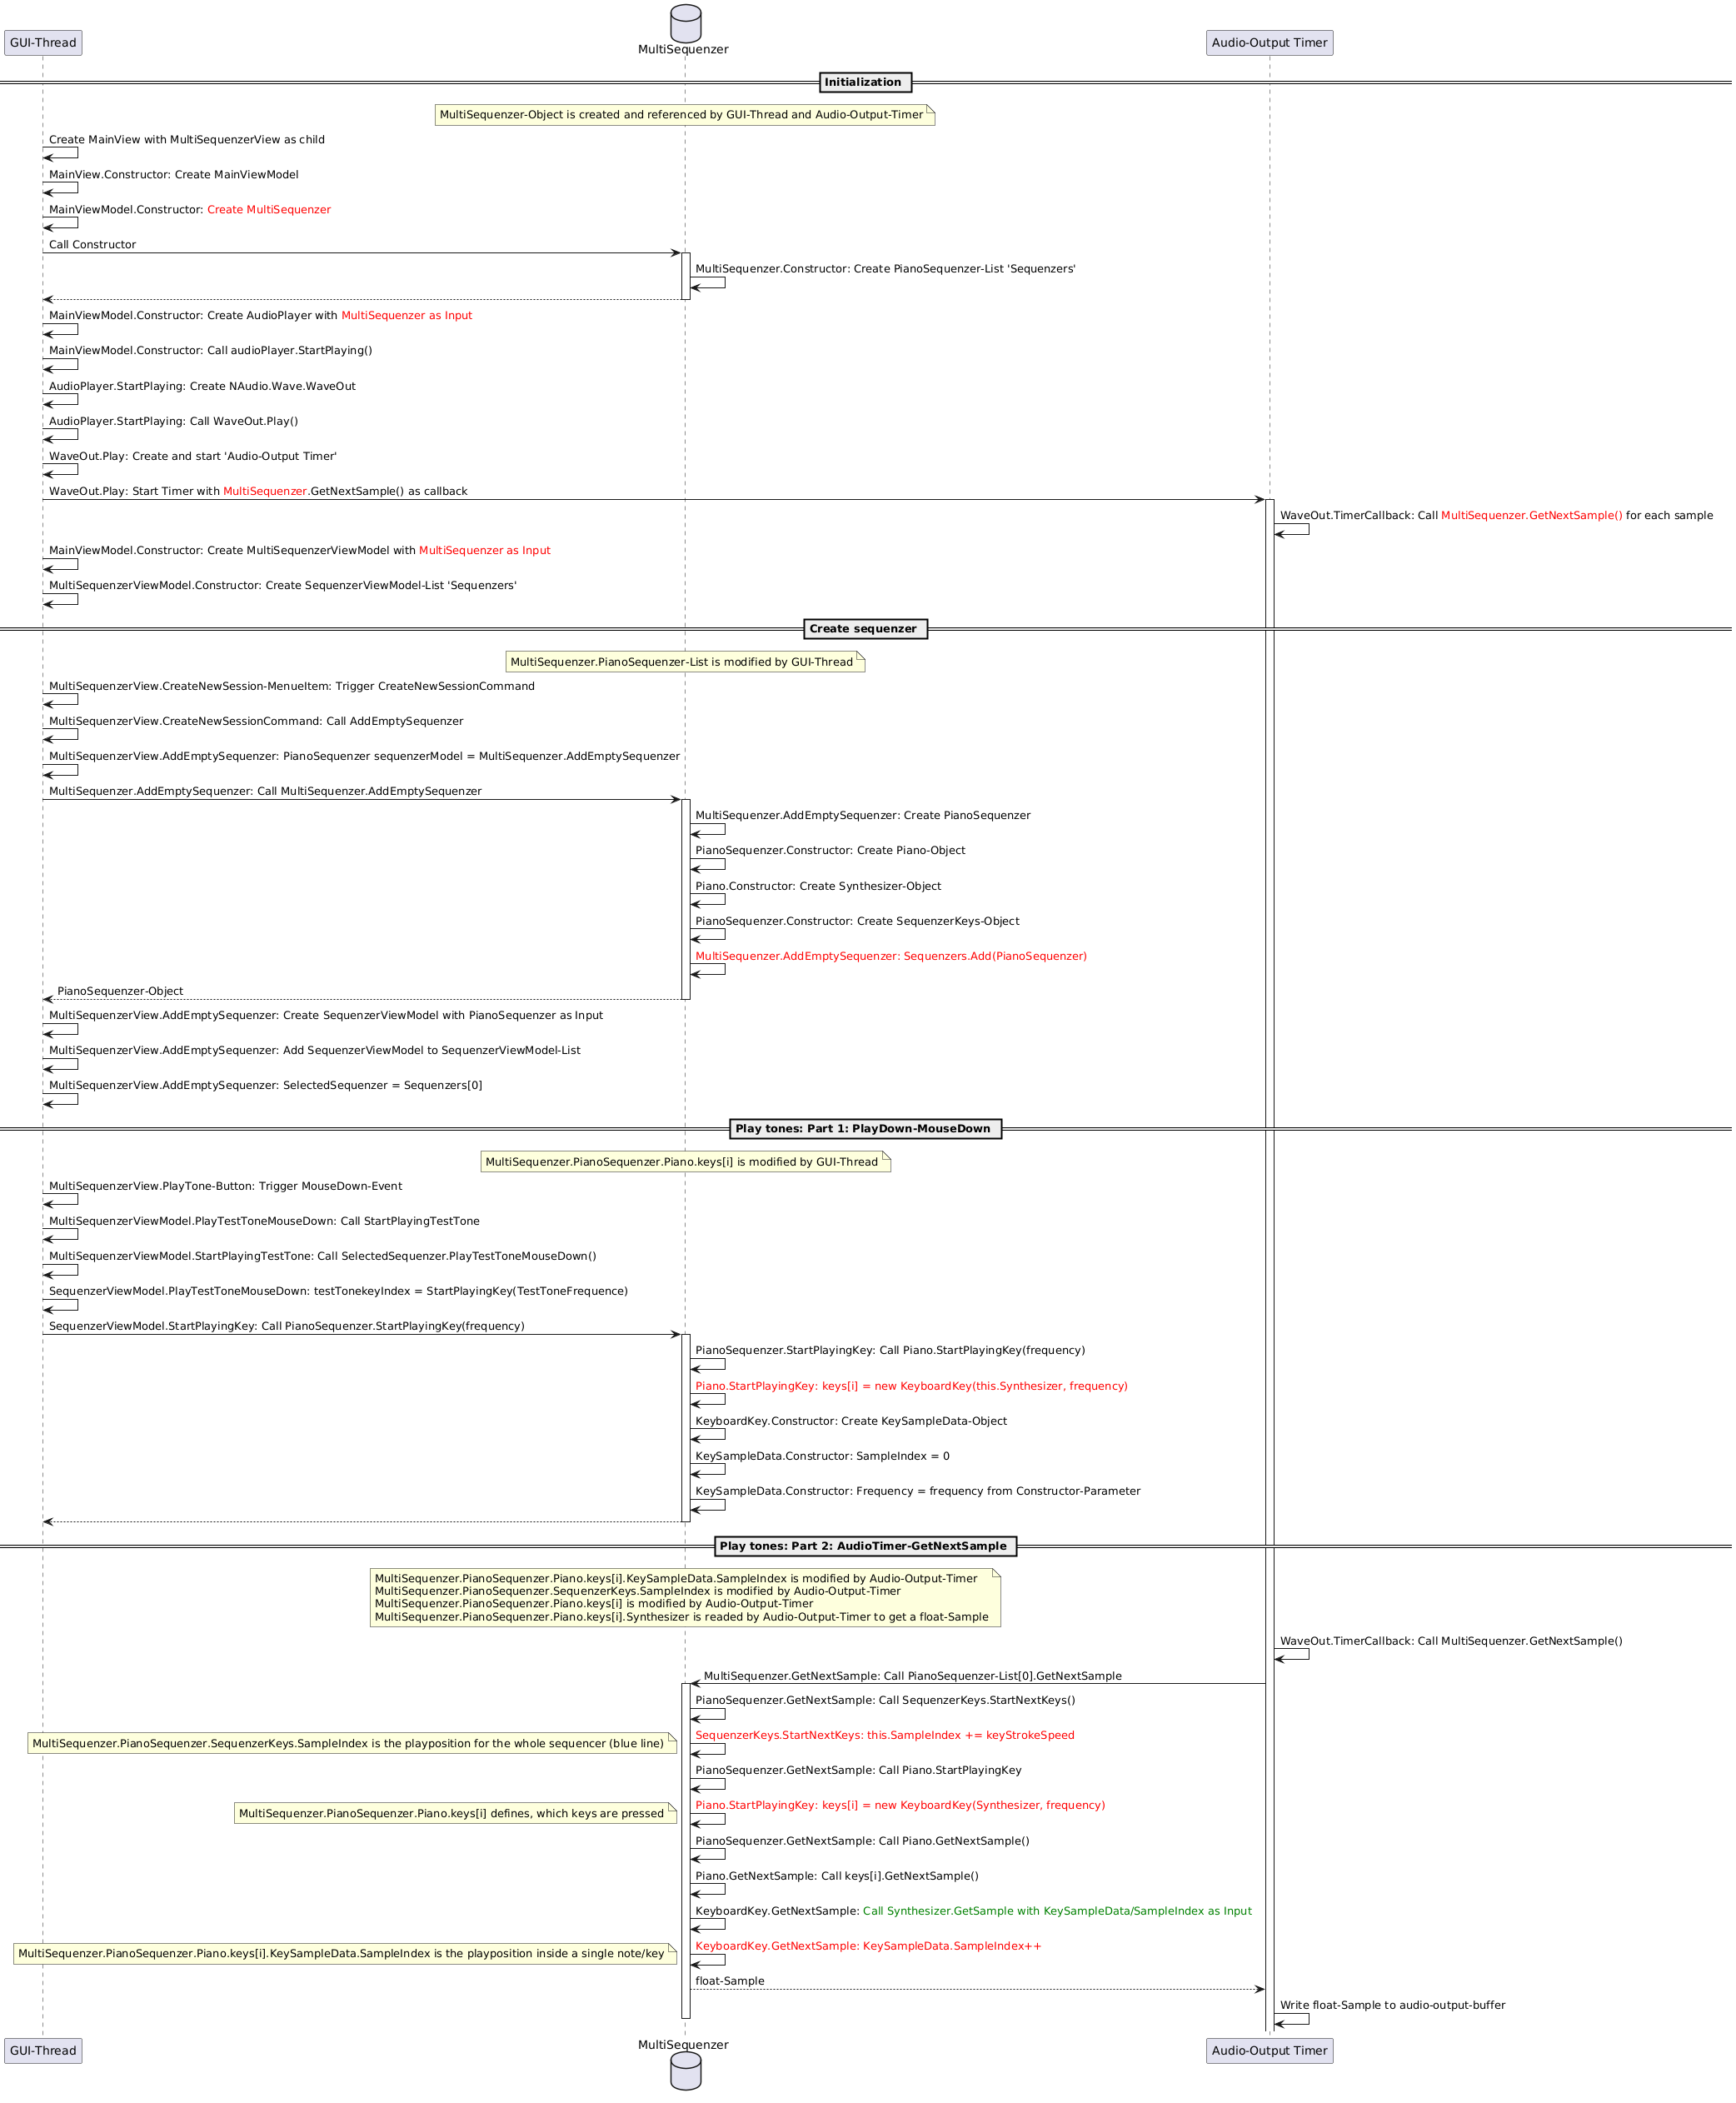 GUI-Thread
MultiSequenzer
Audio-Output Timer
Initialization
MultiSequenzer-Object is created and referenced by GUI-Thread and Audio-Output-Timer
Create MainView with MultiSequenzerView as child
MainView.Constructor: Create MainViewModel
MainViewModel.Constructor: Create MultiSequenzer
Call Constructor
MultiSequenzer.Constructor: Create PianoSequenzer-List 'Sequenzers'
MainViewModel.Constructor: Create AudioPlayer with MultiSequenzer as Input
MainViewModel.Constructor: Call audioPlayer.StartPlaying()
AudioPlayer.StartPlaying: Create NAudio.Wave.WaveOut
AudioPlayer.StartPlaying: Call WaveOut.Play()
WaveOut.Play: Create and start 'Audio-Output Timer'
WaveOut.Play: Start Timer with MultiSequenzer.GetNextSample() as callback
WaveOut.TimerCallback: Call MultiSequenzer.GetNextSample() for each sample
MainViewModel.Constructor: Create MultiSequenzerViewModel with MultiSequenzer as Input
MultiSequenzerViewModel.Constructor: Create SequenzerViewModel-List 'Sequenzers'
Create sequenzer
MultiSequenzer.PianoSequenzer-List is modified by GUI-Thread
MultiSequenzerView.CreateNewSession-MenueItem: Trigger CreateNewSessionCommand
MultiSequenzerView.CreateNewSessionCommand: Call AddEmptySequenzer
MultiSequenzerView.AddEmptySequenzer: PianoSequenzer sequenzerModel = MultiSequenzer.AddEmptySequenzer
MultiSequenzer.AddEmptySequenzer: Call MultiSequenzer.AddEmptySequenzer
MultiSequenzer.AddEmptySequenzer: Create PianoSequenzer
PianoSequenzer.Constructor: Create Piano-Object
Piano.Constructor: Create Synthesizer-Object
PianoSequenzer.Constructor: Create SequenzerKeys-Object
MultiSequenzer.AddEmptySequenzer: Sequenzers.Add(PianoSequenzer)
PianoSequenzer-Object
MultiSequenzerView.AddEmptySequenzer: Create SequenzerViewModel with PianoSequenzer as Input
MultiSequenzerView.AddEmptySequenzer: Add SequenzerViewModel to SequenzerViewModel-List
MultiSequenzerView.AddEmptySequenzer: SelectedSequenzer = Sequenzers[0]
Play tones: Part 1: PlayDown-MouseDown
MultiSequenzer.PianoSequenzer.Piano.keys[i] is modified by GUI-Thread
MultiSequenzerView.PlayTone-Button: Trigger MouseDown-Event
MultiSequenzerViewModel.PlayTestToneMouseDown: Call StartPlayingTestTone
MultiSequenzerViewModel.StartPlayingTestTone: Call SelectedSequenzer.PlayTestToneMouseDown()
SequenzerViewModel.PlayTestToneMouseDown: testTonekeyIndex = StartPlayingKey(TestToneFrequence)
SequenzerViewModel.StartPlayingKey: Call PianoSequenzer.StartPlayingKey(frequency)
PianoSequenzer.StartPlayingKey: Call Piano.StartPlayingKey(frequency)
Piano.StartPlayingKey: keys[i] = new KeyboardKey(this.Synthesizer, frequency)
KeyboardKey.Constructor: Create KeySampleData-Object
KeySampleData.Constructor: SampleIndex = 0
KeySampleData.Constructor: Frequency = frequency from Constructor-Parameter
Play tones: Part 2: AudioTimer-GetNextSample
MultiSequenzer.PianoSequenzer.Piano.keys[i].KeySampleData.SampleIndex is modified by Audio-Output-Timer
MultiSequenzer.PianoSequenzer.SequenzerKeys.SampleIndex is modified by Audio-Output-Timer
MultiSequenzer.PianoSequenzer.Piano.keys[i] is modified by Audio-Output-Timer
MultiSequenzer.PianoSequenzer.Piano.keys[i].Synthesizer is readed by Audio-Output-Timer to get a float-Sample
WaveOut.TimerCallback: Call MultiSequenzer.GetNextSample()
MultiSequenzer.GetNextSample: Call PianoSequenzer-List[0].GetNextSample
PianoSequenzer.GetNextSample: Call SequenzerKeys.StartNextKeys()
SequenzerKeys.StartNextKeys: this.SampleIndex += keyStrokeSpeed
MultiSequenzer.PianoSequenzer.SequenzerKeys.SampleIndex is the playposition for the whole sequencer (blue line)
PianoSequenzer.GetNextSample: Call Piano.StartPlayingKey
Piano.StartPlayingKey: keys[i] = new KeyboardKey(Synthesizer, frequency)
MultiSequenzer.PianoSequenzer.Piano.keys[i] defines, which keys are pressed
PianoSequenzer.GetNextSample: Call Piano.GetNextSample()
Piano.GetNextSample: Call keys[i].GetNextSample()
KeyboardKey.GetNextSample: Call Synthesizer.GetSample with KeySampleData/SampleIndex as Input
KeyboardKey.GetNextSample: KeySampleData.SampleIndex++
MultiSequenzer.PianoSequenzer.Piano.keys[i].KeySampleData.SampleIndex is the playposition inside a single note/key
float-Sample
Write float-Sample to audio-output-buffer
GUI-Thread
MultiSequenzer
Audio-Output Timer